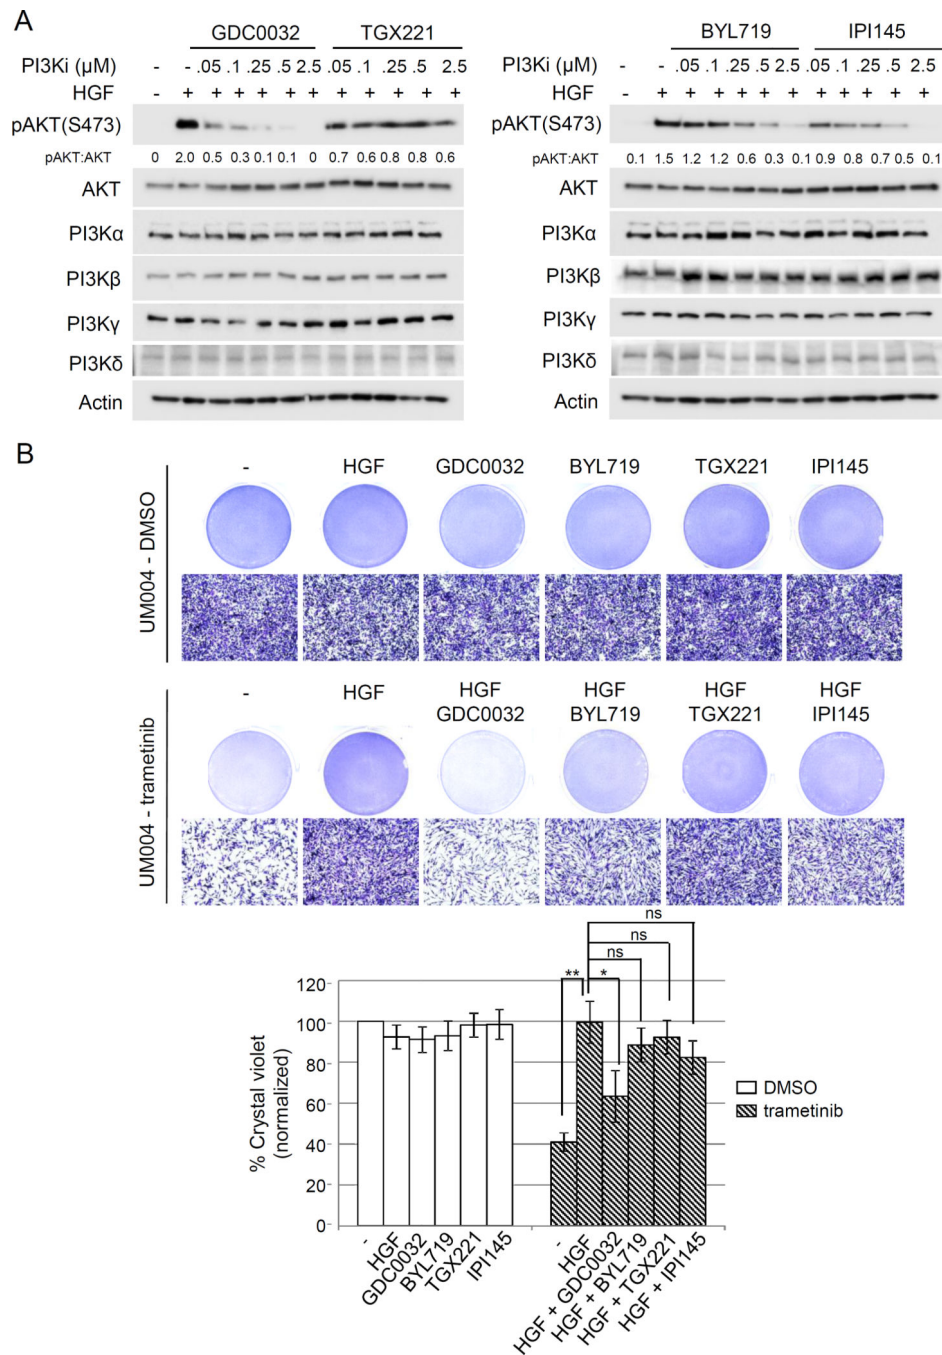 A
GDC0032 TGX221
PI3Ki (µM) - - .05 .1 .25 .5 2.5 .05 .1 .25 .5 2.5
HGF - + + + + + + + + + + +
pAKT(S473)
pAKT:AKT 0 2.0 0.5 0.3 0.1 0.1 0 0.7 0.6 0.8 0.8 0.6
AKT
PI3Kα
PI3Kβ
PI3Kγ
PI3Kδ
Actin
BYL719 IPI145
PI3Ki (µM) - - .05 .1 .25 .5 2.5 .05 .1 .25 .5 2.5
HGF - + + + + + + + + + + +
pAKT(S473)
pAKT:AKT 0.1 1.5 1.2 1.2 0.6 0.3 0.1 0.9 0.8 0.7 0.5 0.1
AKT
PI3Kα
PI3Kβ
PI3Kγ
PI3Kδ
Actin
B
- HGF GDC0032 BYL719 TGX221 IPI145
UM004 - DMSO
- HGF HGF HGF HGF HGF
GDC0032 BYL719 TGX221 IPI145
UM004 - trametinib
ns
ns
ns
** *
% Crystal violet
(normalized)
120
100
80
60
40
20
0
DMSO
trametinib
-
HGF
GDC0032
BYL719
TGX221
IPI145
-
HGF
HGF + GDC0032
HGF + BYL719
HGF + TGX221
HGF + IPI145